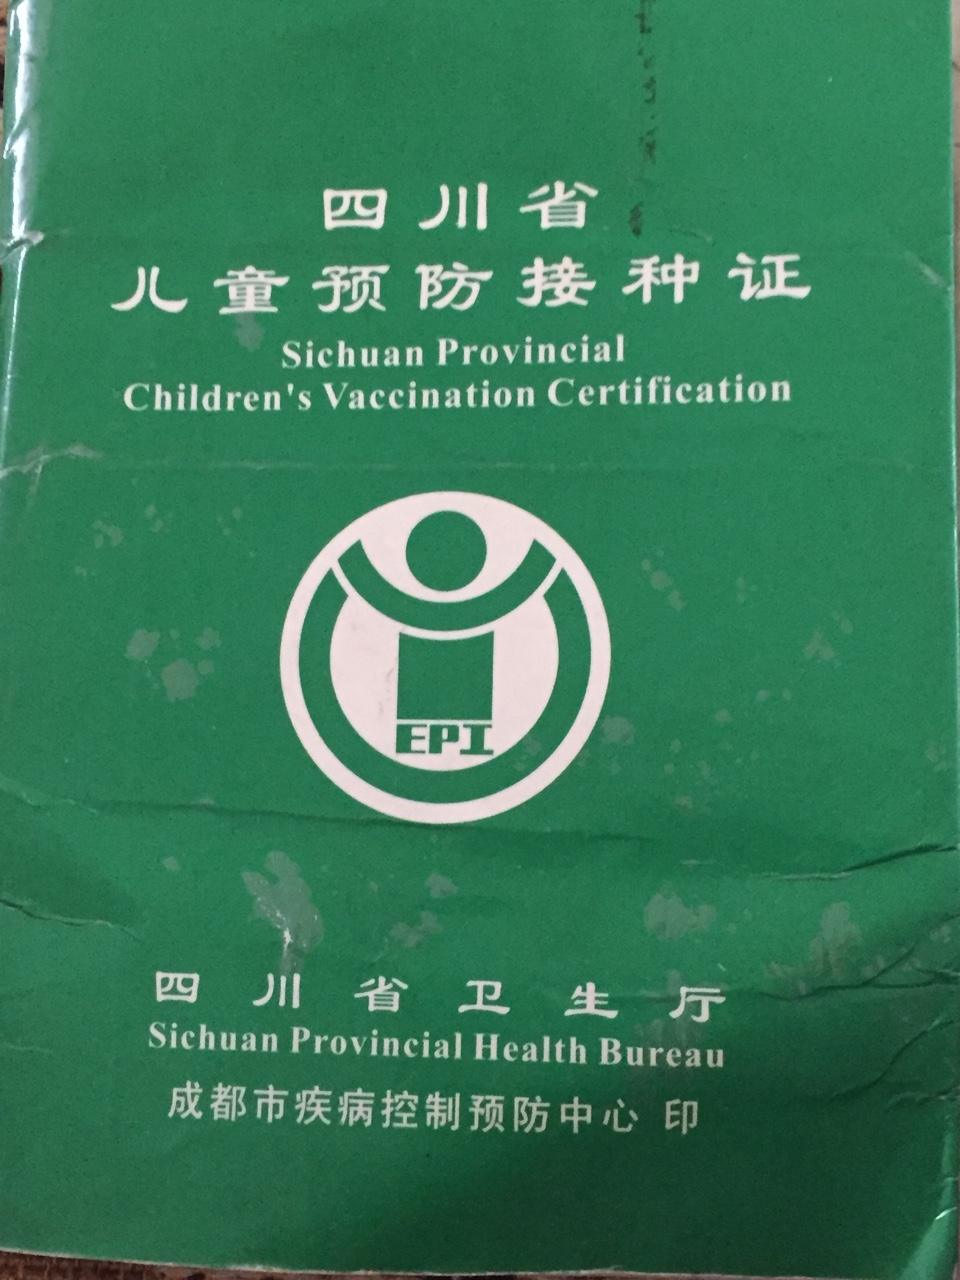 四川省
儿童预防接种证
Sichuan Provincial
Children's Vaccination Certification
EPI
四川省卫生厅
Sichuan Provincial Health Bureau
成都市疾病控制预防中心 印